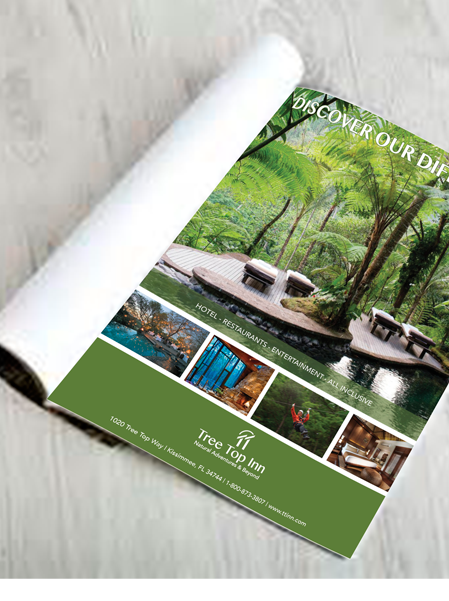 DISCOVER OUR
HOTEL - RESTAURANTS - ENTERTAINMENT - ALL INCLUSIVE
Tree Top Inn
Natural Adventures & Beyond
1020 Tree Top Way | Kissimmee, FL 34744 | 1-800-873-3807 | www.ttinn.com